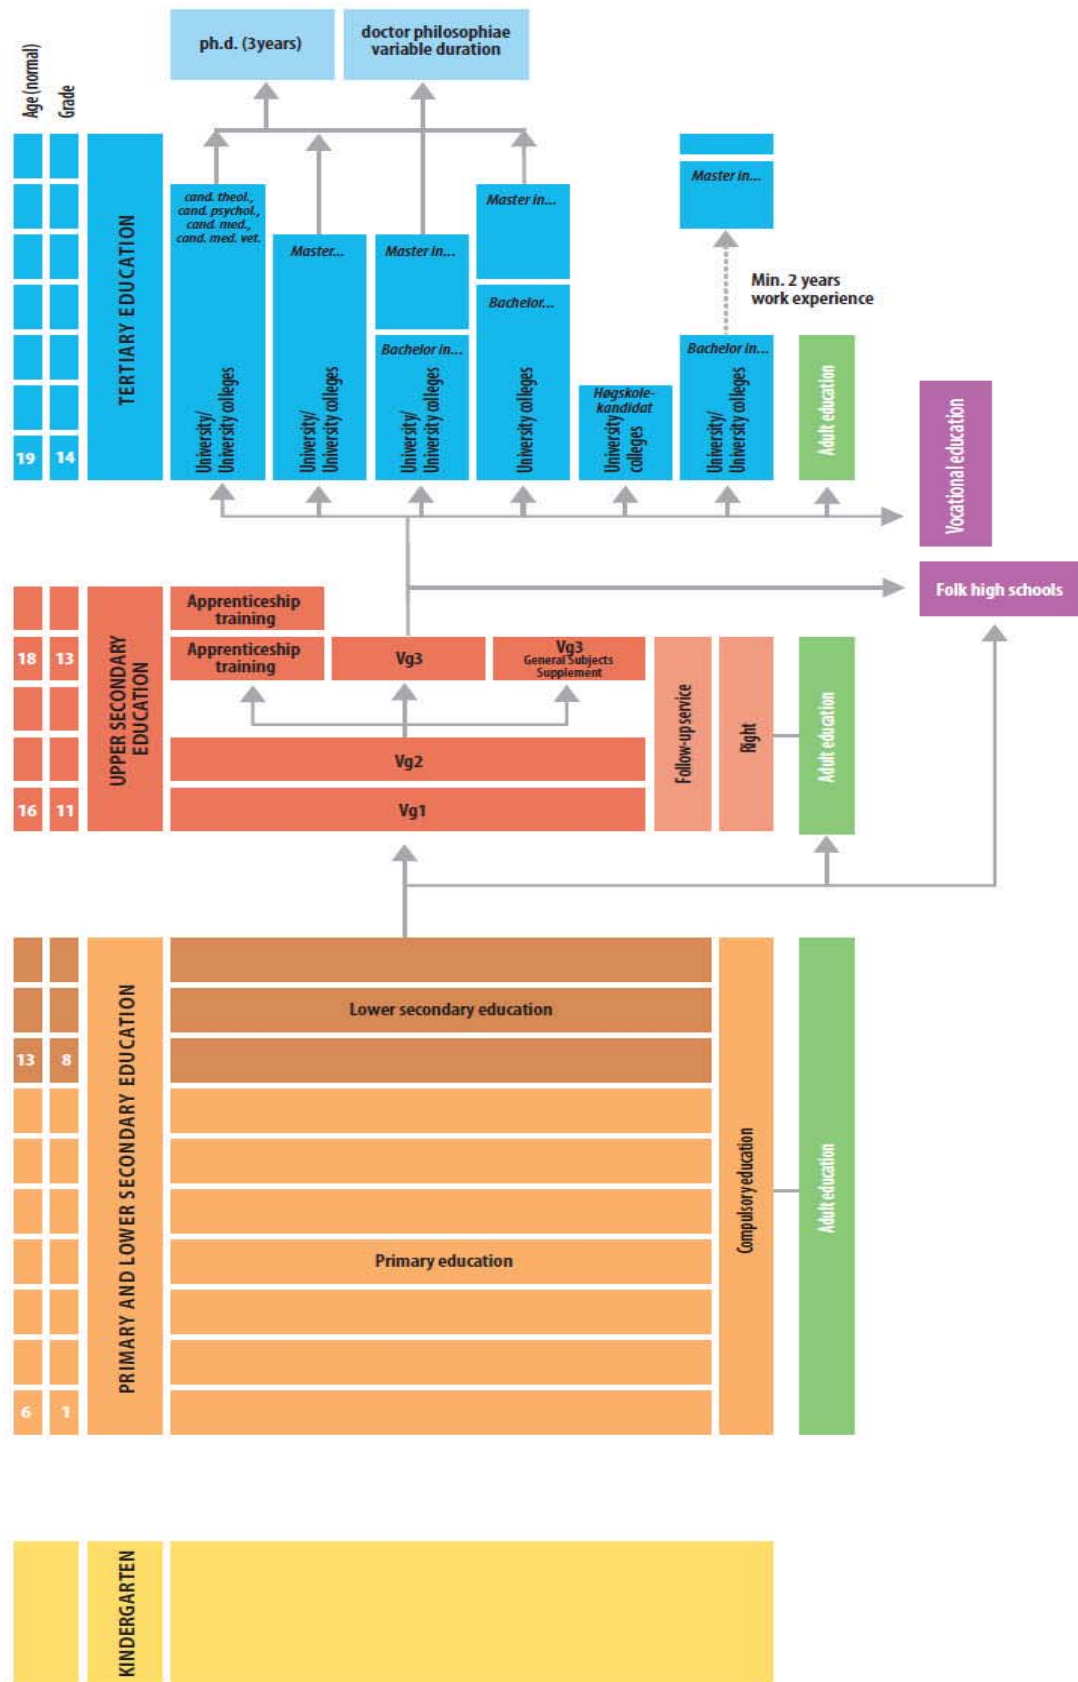 Age (normal)
Grade
ph.d. (3years)
doctor philosophiae
variable duration
TERTIARY EDUCATION
19
14
cand. theol.,
cand. psychol.,
cand. med.,
cand. med. vet.
University/
University colleges
Master...
University/
University colleges
Master in...
Bachelor in...
University/
University colleges
Master in...
Bachelor...
University colleges
Høgskole-
kandidat
University
colleges
Master in...
Min. 2 years
work experience
Bachelor in...
University/
University colleges
Adult education
Vocational education
Folk high schools
UPPER SECONDARY
EDUCATION
18
13
16
11
Apprenticeship
training
Apprenticeship
training
Vg3
Vg3
General Subjects
Supplement
Vg2
Vg1
Follow-up service
Right
Adult education
PRIMARY AND LOWER SECONDARY EDUCATION
13
8
6
1
Lower secondary education
Primary education
Compulsory education
Adult education
KINDERGARTEN